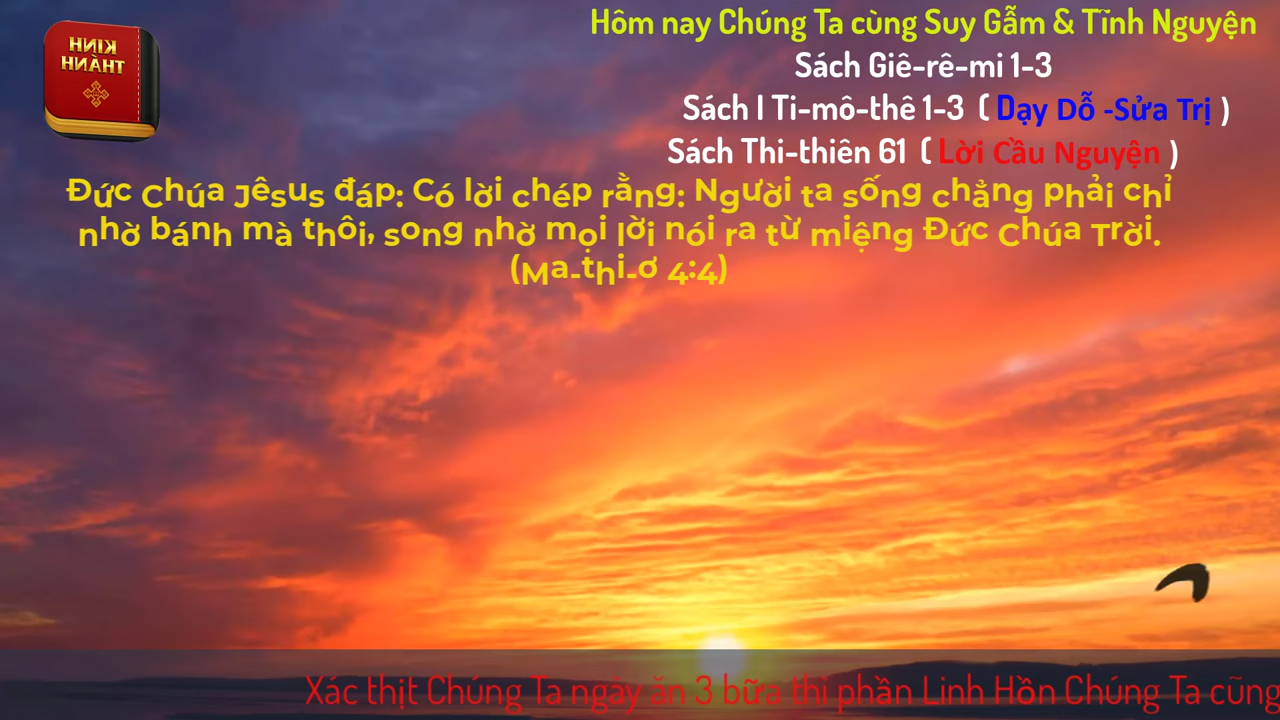 KINH
THÀNH
Hôm nay Chúng Ta cùng Suy Gẫm & Tĩnh Nguyện
Sách Giê-rê-mi 1-3
Sách I Ti-mô-thê 1-3 ( Dạy Dỗ -Sửa Trị )
Sách Thi-thiên 61 ( Lời Cầu Nguyện )
Đức Chúa Jêsus đáp: Có lời chép rằng: Người ta sống chẳng phải chỉ
nhờ bánh mà thôi, song nhờ mọi lời nói ra từ miệng Đức Chúa Trời.
(Ma-thi-ơ 4:4)
Xác thịt Chúng Ta ngày ăn 3 bữa thì phần Linh Hồn Chúng Ta cũng